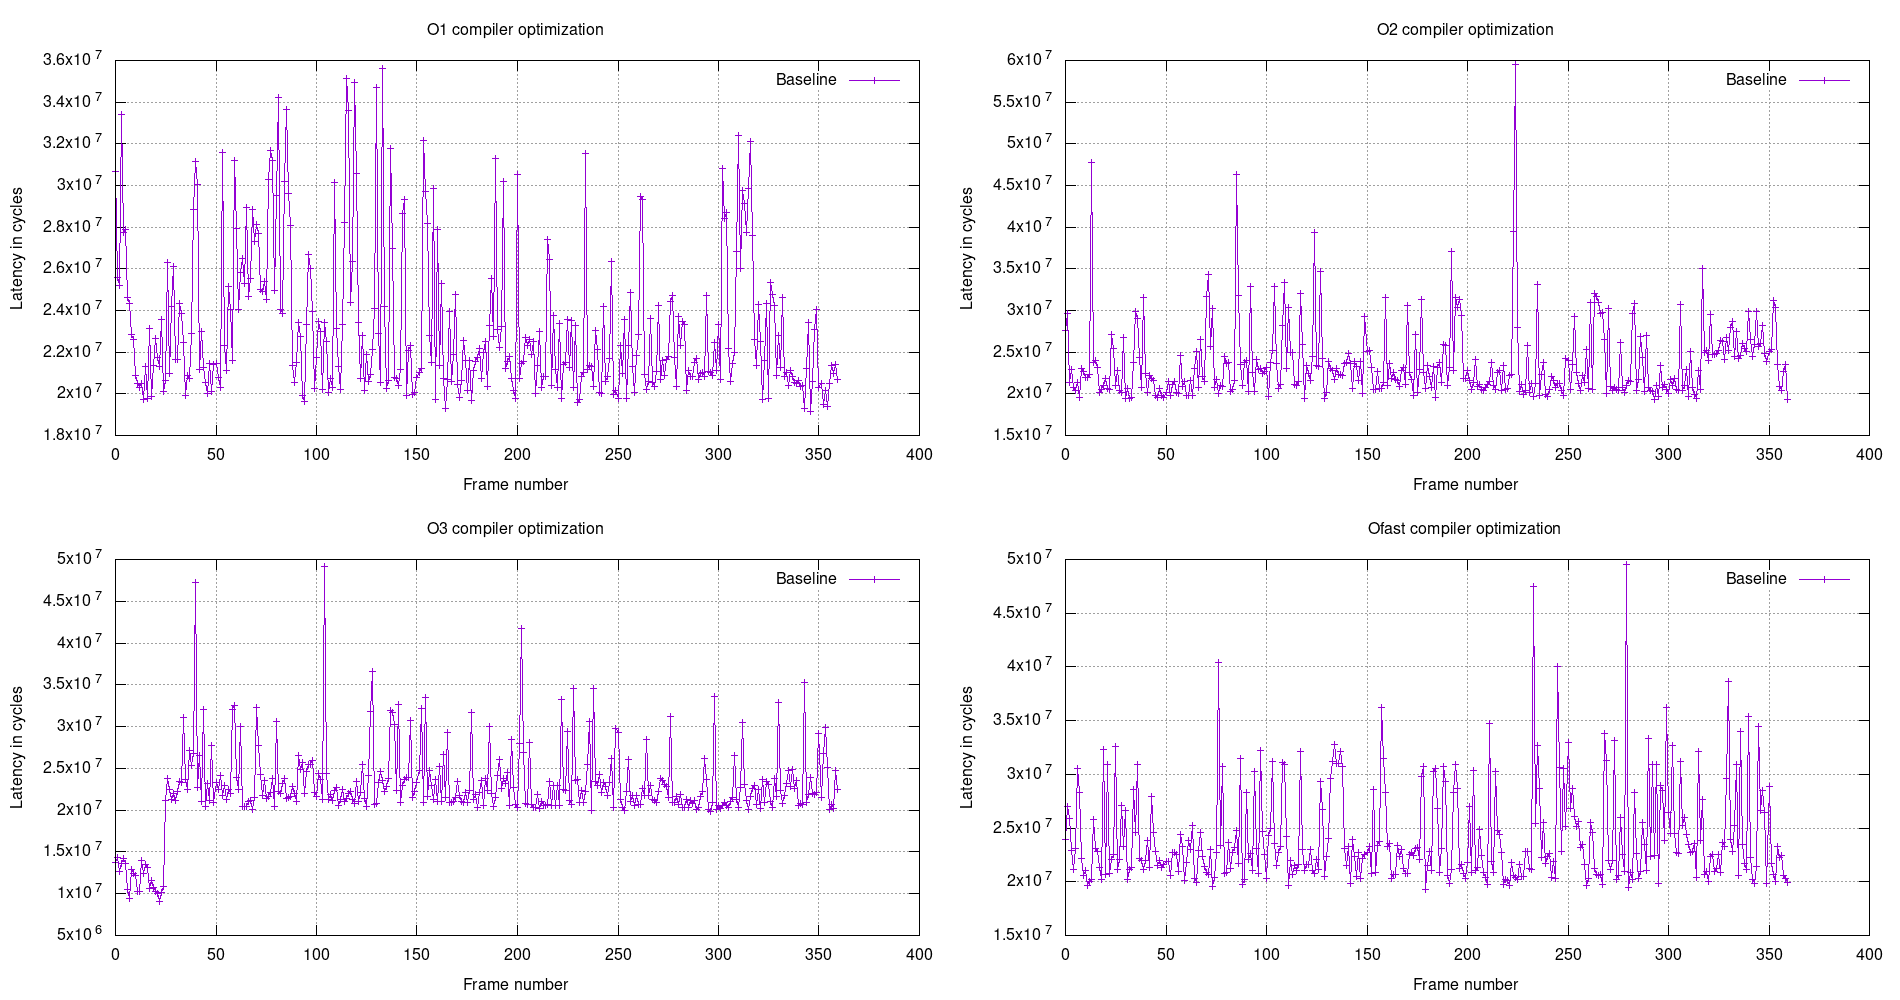 O1 compiler optimization
Baseline
Latency in cycles
3.6x10 7
3.4x10 7
3.2x10 7
3x10 7
2.8x10 7
2.6x10 7
2.4x10 7
2.2x10 7
2x10 7
1.8x10 7
0 50 100 150 200 250 300 350 400
Frame number
O2 compiler optimization
Baseline
Latency in cycles
6x10 7
5.5x10 7
5x10 7
4.5x10 7
4x10 7
3.5x10 7
3x10 7
2.5x10 7
2x10 7
1.5x10 7
0 50 100 150 200 250 300 350 400
Frame number
O3 compiler optimization
Baseline
Latency in cycles
5x10 7
4.5x10 7
4x10 7
3.5x10 7
3x10 7
2.5x10 7
2x10 7
1.5x10 7
1x10 7
5x10 6
0 50 100 150 200 250 300 350 400
Frame number
Ofast compiler optimization
Baseline
Latency in cycles
5x10 7
4.5x10 7
4x10 7
3.5x10 7
3x10 7
2.5x10 7
2x10 7
1.5x10 7
0 50 100 150 200 250 300 350 400
Frame number